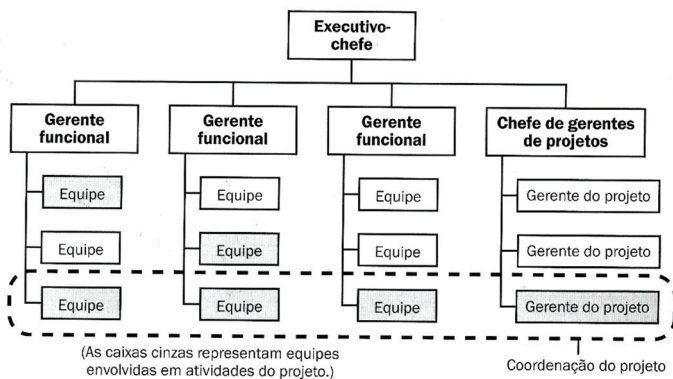 Executivo-
chefe
Gerente
funcional
Gerente
funcional
Gerente
funcional
Chefe de gerentes
de projetos
Equipe
Equipe
Equipe
Gerente do projeto
Equipe
Equipe
Equipe
Gerente do projeto
Equipe
Equipe
Equipe
Gerente do projeto
(As caixas cinzas representam equipes
envolvidas em atividades do projeto.)
Coordenação do projeto